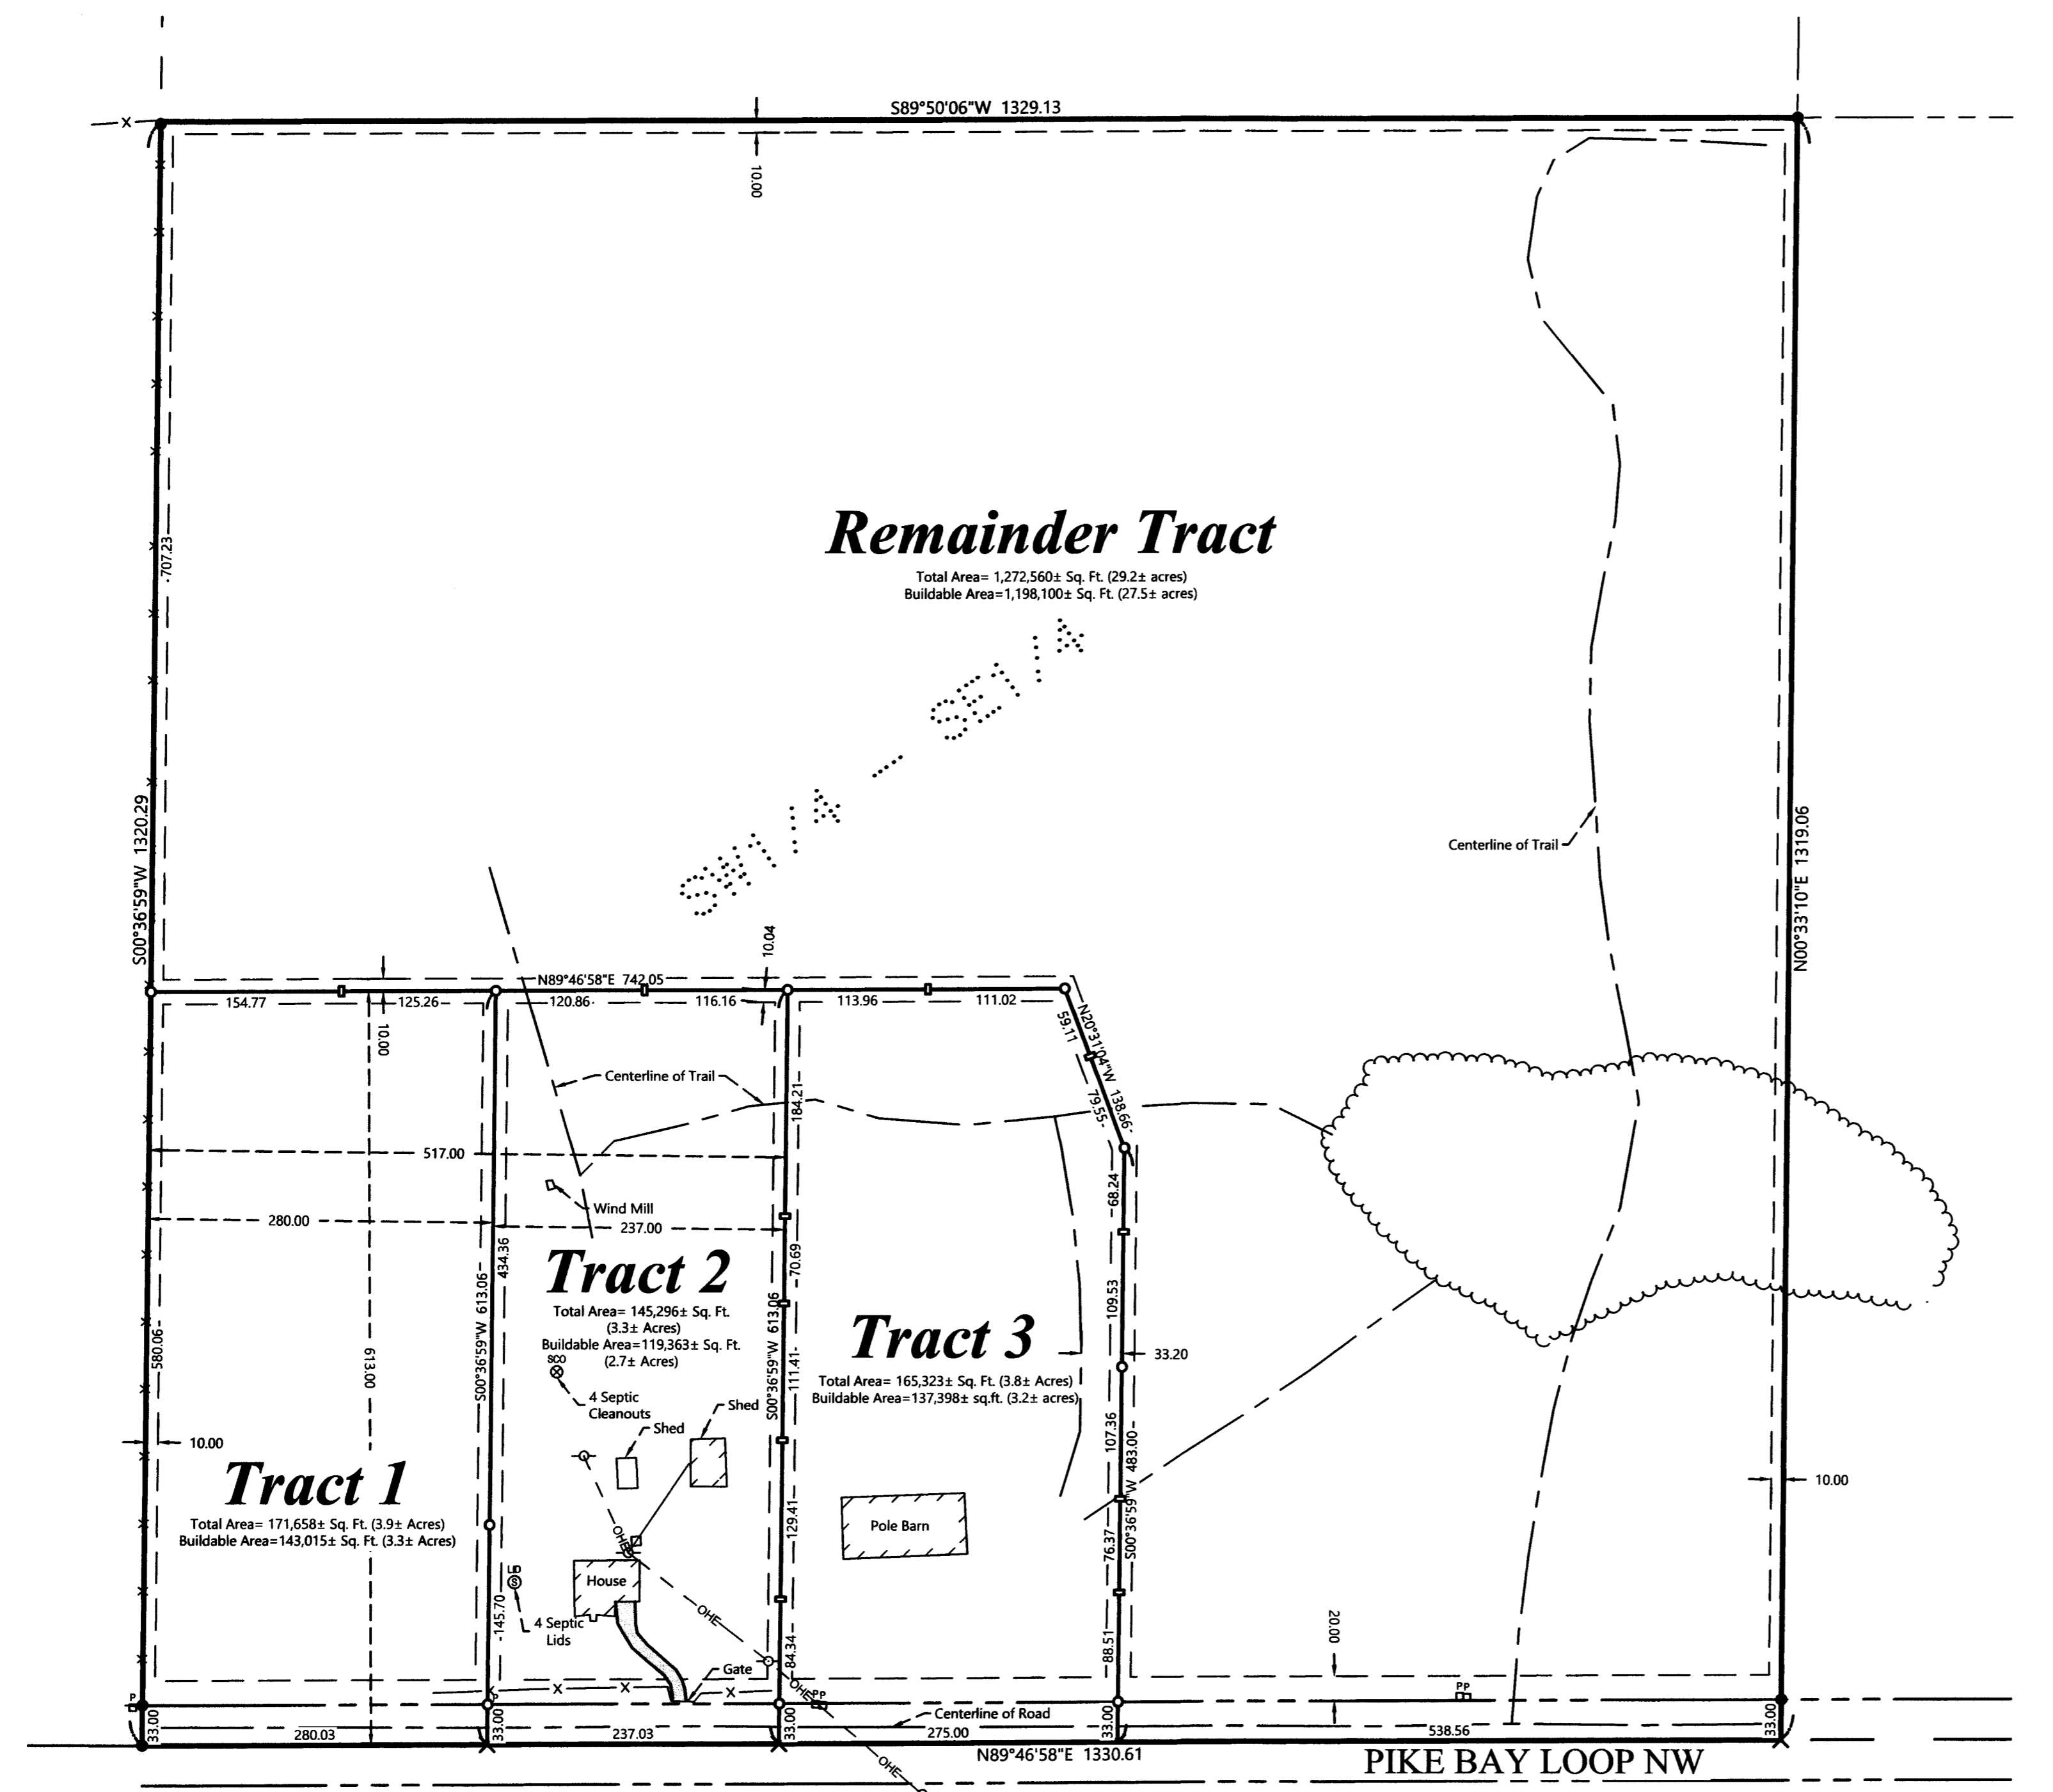 S89°50'06"W 1329.13
10.00
707.23
Remainder Tract
Total Area= 1,272,560± Sq. Ft. (29.2± acres)
Buildable Area=1,198,100± Sq. Ft. (27.5± acres)
SW1/4 - SE1/4
S00°36'59"W 1320.29
N00°33'10"E 1319.06
Centerline of Trail
10.04
N89°46'58"E 742.05
154.77
125.26
120.86
116.16
113.96
111.02
10.00
N20°31'04"W 138.66
59.11
79.55
Centerline of Trail
184.21
517.00
68.24
Wind Mill
280.00
237.00
434.36
70.69
Tract 2
Total Area= 145,296± Sq. Ft.
(3.3± Acres)
Buildable Area=119,363± Sq. Ft.
(2.7± Acres)
S00°36'59"W 613.06
S00°36'59"W 613.06
109.53
Tract 3
Total Area= 165,323± Sq. Ft. (3.8± Acres)
Buildable Area=137,398± sq.ft. (3.2± acres)
33.20
580.06
613.00
111.41
SCO
4 Septic
Cleanouts
Shed
Shed
107.36
S00°36'59"W 483.00
10.00
10.00
Tract 1
Total Area= 171,658± Sq. Ft. (3.9± Acres)
Buildable Area=143,015± Sq. Ft. (3.3± Acres)
129.41
Pole Barn
OHE
76.37
LID
S
House
145.70
4 Septic
Lids
OHE
84.34
88.51
20.00
Gate
OHE
P
P
PP
PP
33.00
33.00
33.00
33.00
33.00
Centerline of Road
280.03
237.03
275.00
538.56
N89°46'58"E 1330.61
PIKE BAY LOOP NW
OHE